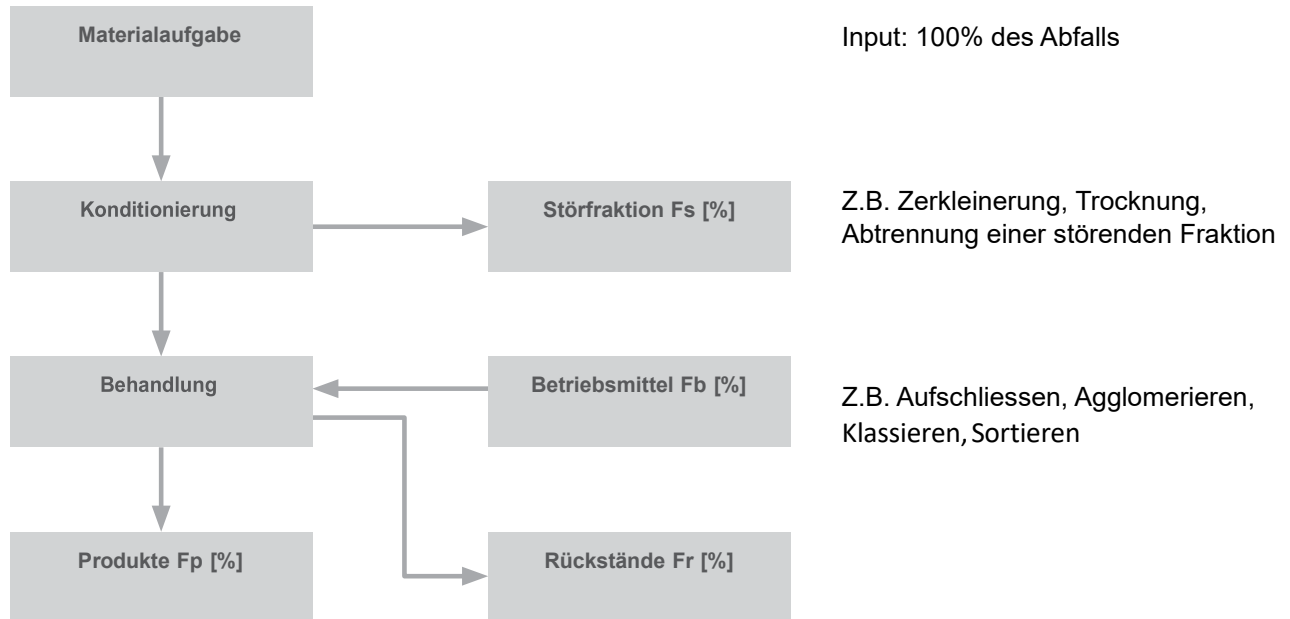 Materialaufgabe
Input: 100% des Abfalls
Konditionierung
Störfraktion Fs [%]
Z.B. Zerkleinerung, Trocknung,
Abtrennung einer störenden Fraktion
Behandlung
Betriebsmittel Fb [%]
Z.B. Aufschliessen, Agglomerieren,
Klassieren, Sortieren
Produkte Fp [%]
Rückstände Fr [%]